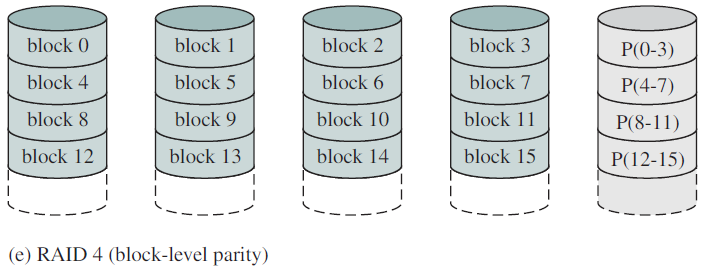 block 0 block 1 block 2 block 3 P(0-3)
block 4 block 5 block 6 block 7 P(4-7)
block 8 block 9 block 10 block 11 P(8-11)
block 12 block 13 block 14 block 15 P(12-15)
(e) RAID 4 (block-level parity)